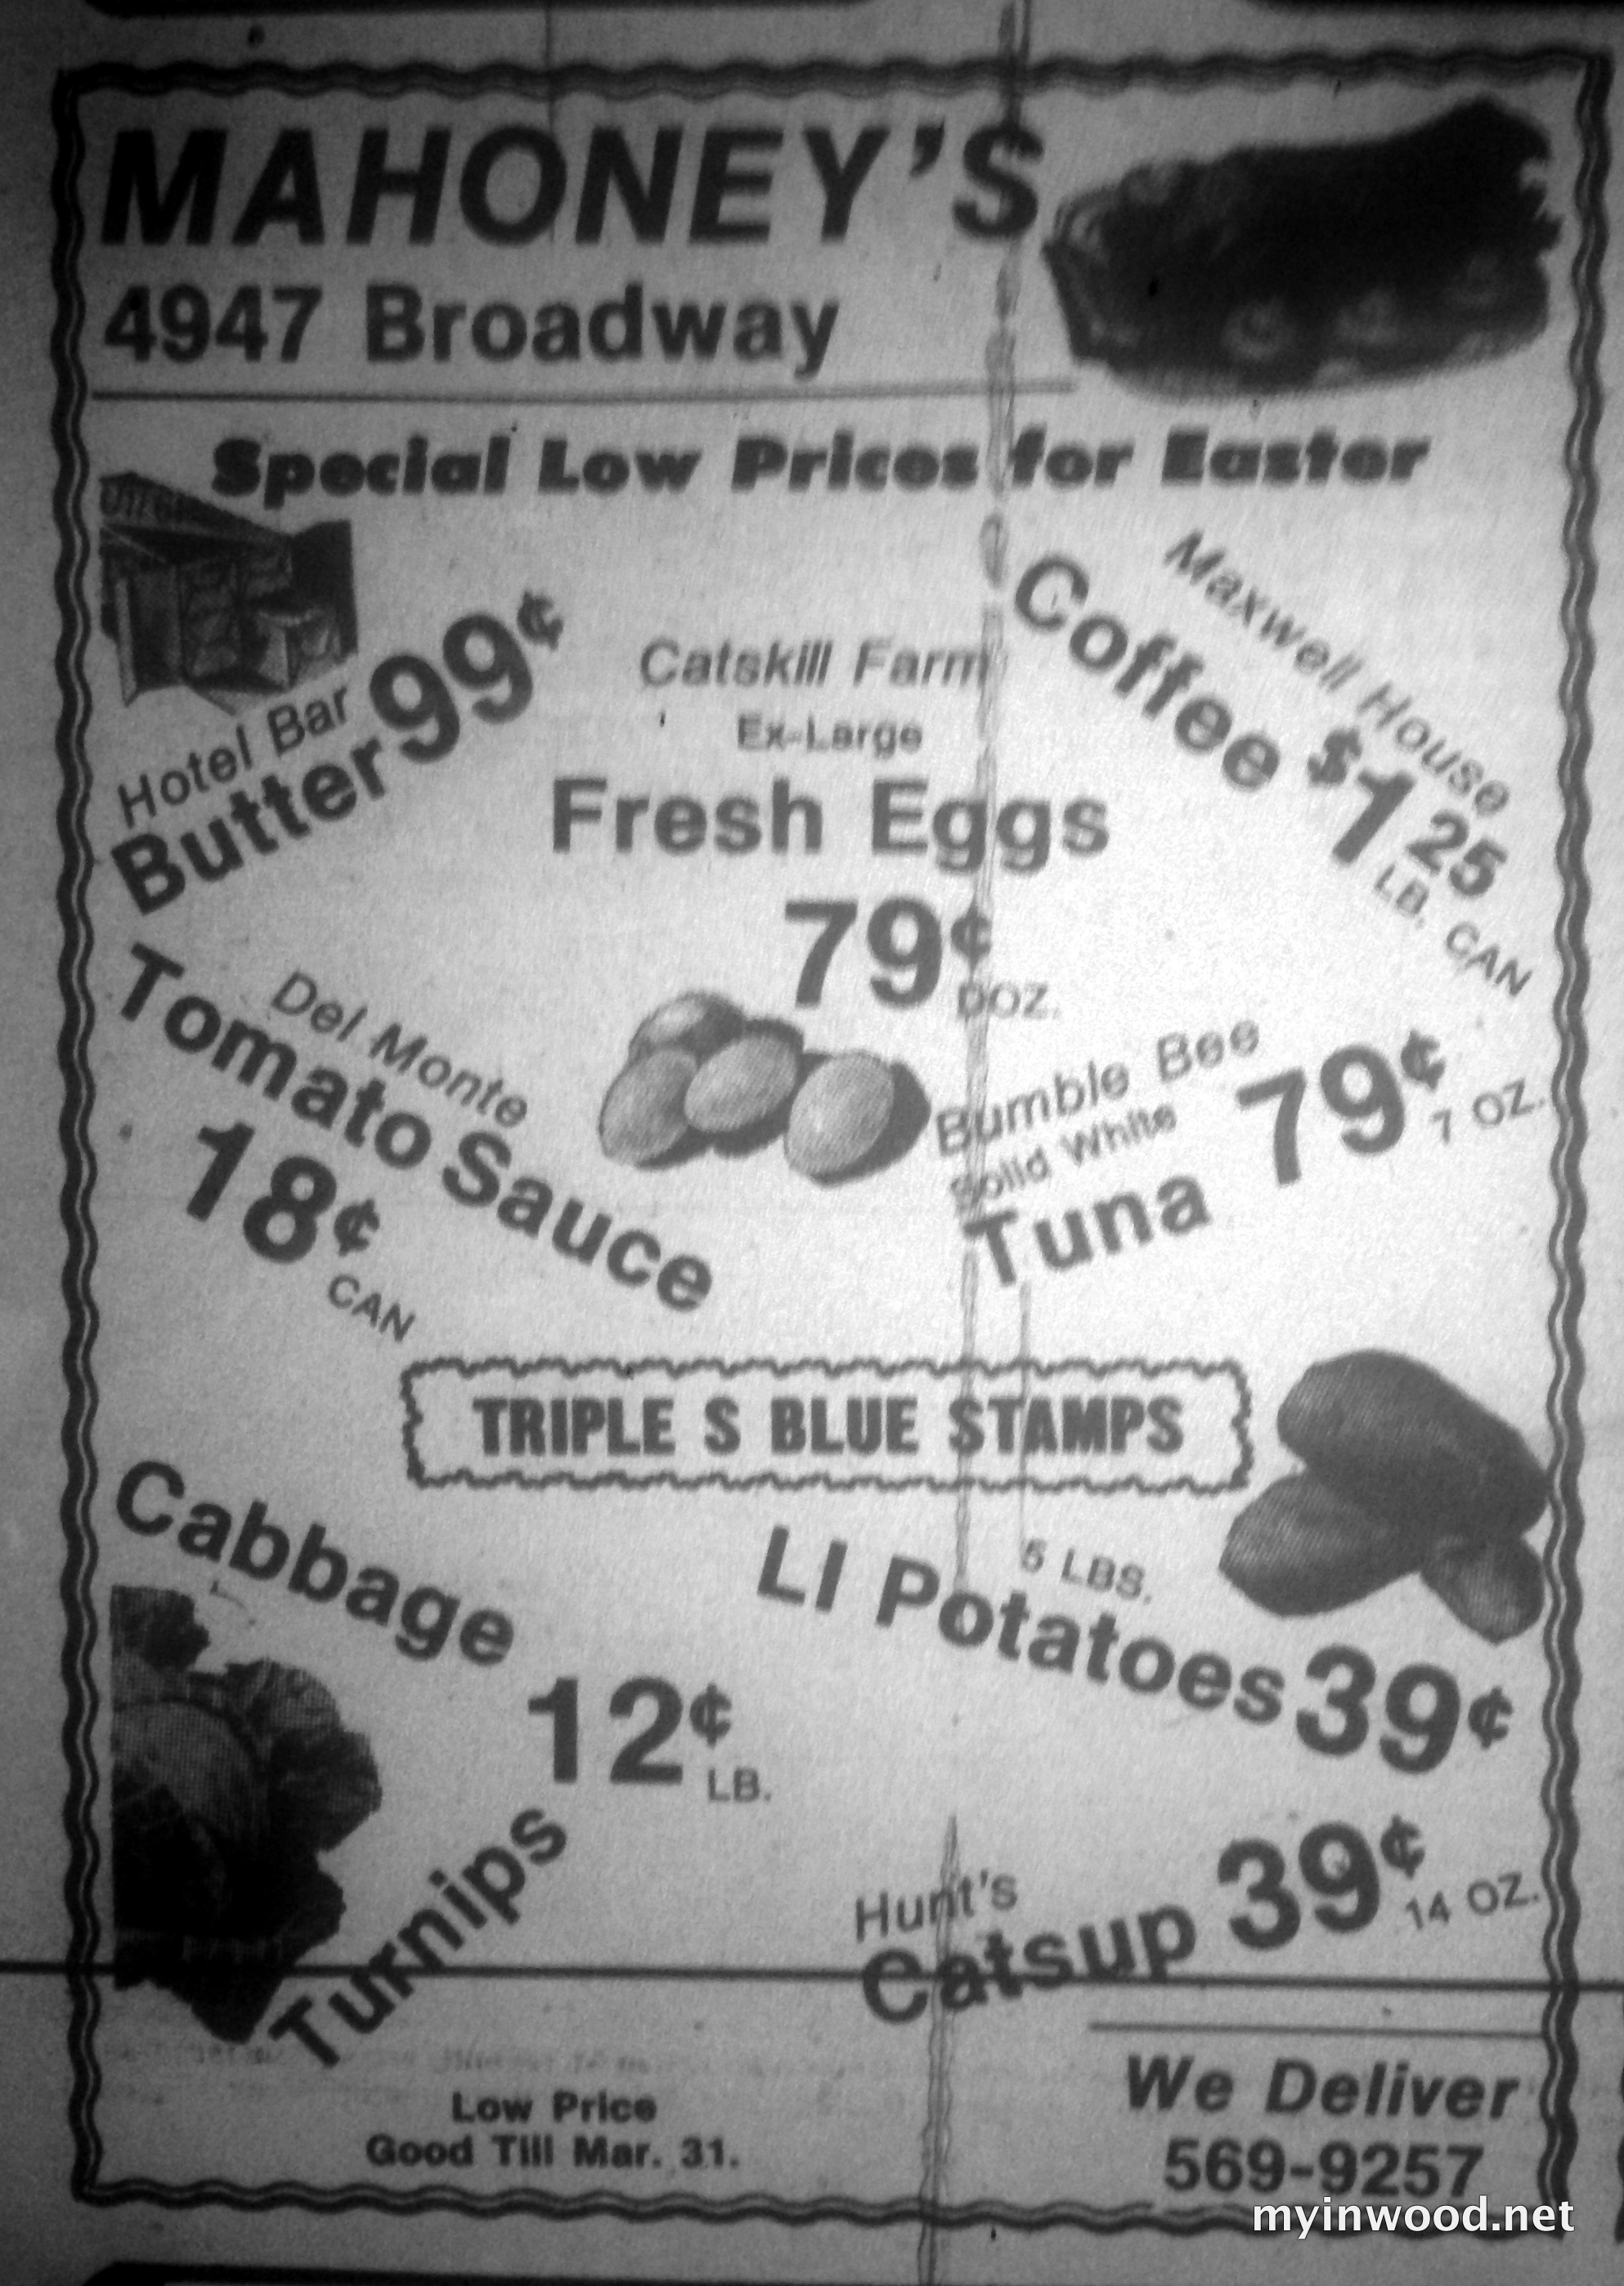 MAHONEY'S
4947 Broadway
Special Low Prices for Easter
Hotel Bar
Butter 99¢
Catskill Farm
Ex-Large
Fresh Eggs
79¢
DOZ.
Maxwell House
Coffee $1 25
LB. CAN
Del Monte
Tomato Sauce
18¢
CAN
Bumble Bee
Solid White
Tuna 79¢
7 OZ.
TRIPLE S BLUE STAMPS
Cabbage
12¢
LB.
Turnips
5 LBS.
LI Potatoes 39¢
Hunt's
Catsup 39¢
14 OZ.
Low Price
Good Till Mar. 31.
We Deliver
569-9257
myinwood.net